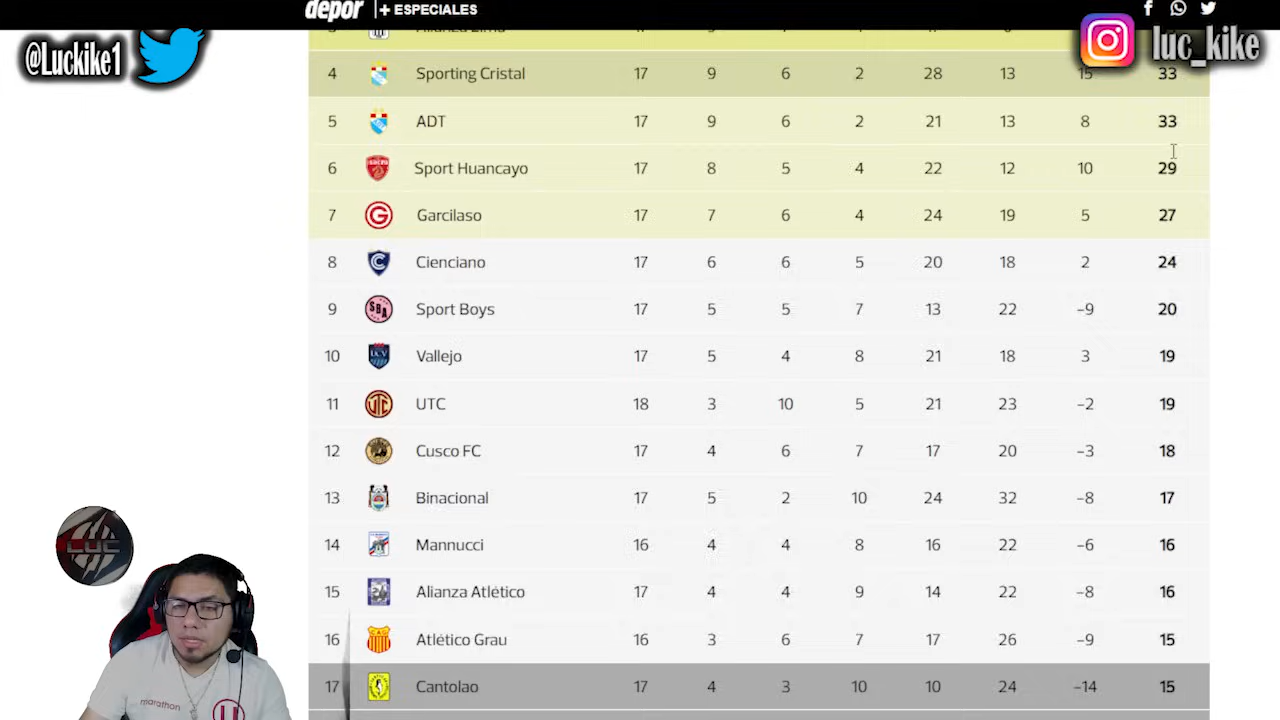 depor + ESPECIALES
@Luckike1
luc_kike
4 Sporting Cristal 17 9 6 2 28 13 15 33
5 ADT 17 9 6 2 21 13 8 33
6 Sport Huancayo 17 8 5 4 22 12 10 29
7 Garcilaso 17 7 6 4 24 19 5 27
8 Cienciano 17 6 6 5 20 18 2 24
9 Sport Boys 17 5 5 7 13 22 -9 20
10 Vallejo 17 5 4 8 21 18 3 19
11 UTC 18 3 10 5 21 23 -2 19
12 Cusco FC 17 4 6 7 17 20 -3 18
13 Binacional 17 5 2 10 24 32 -8 17
14 Mannucci 16 4 4 8 16 22 -6 16
15 Alianza Atlético 17 4 4 9 14 22 -8 16
16 Atlético Grau 16 3 6 7 17 26 -9 15
17 Cantolao 17 4 3 10 10 24 -14 15
LUC
marathon